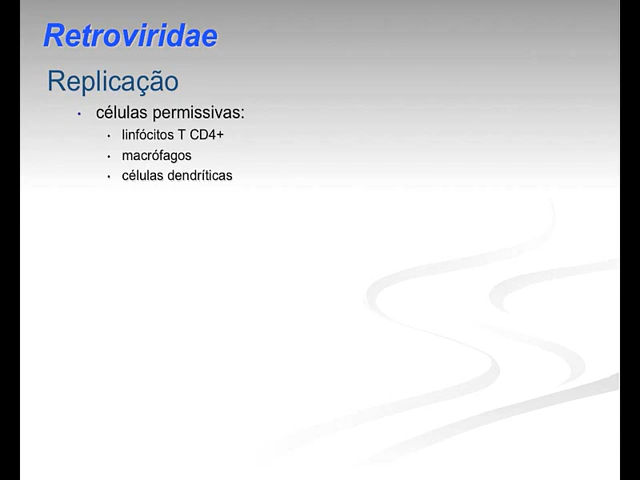 Retroviridae
Replicação
• células permissivas:
• linfócitos T CD4+
• macrófagos
• células dendríticas